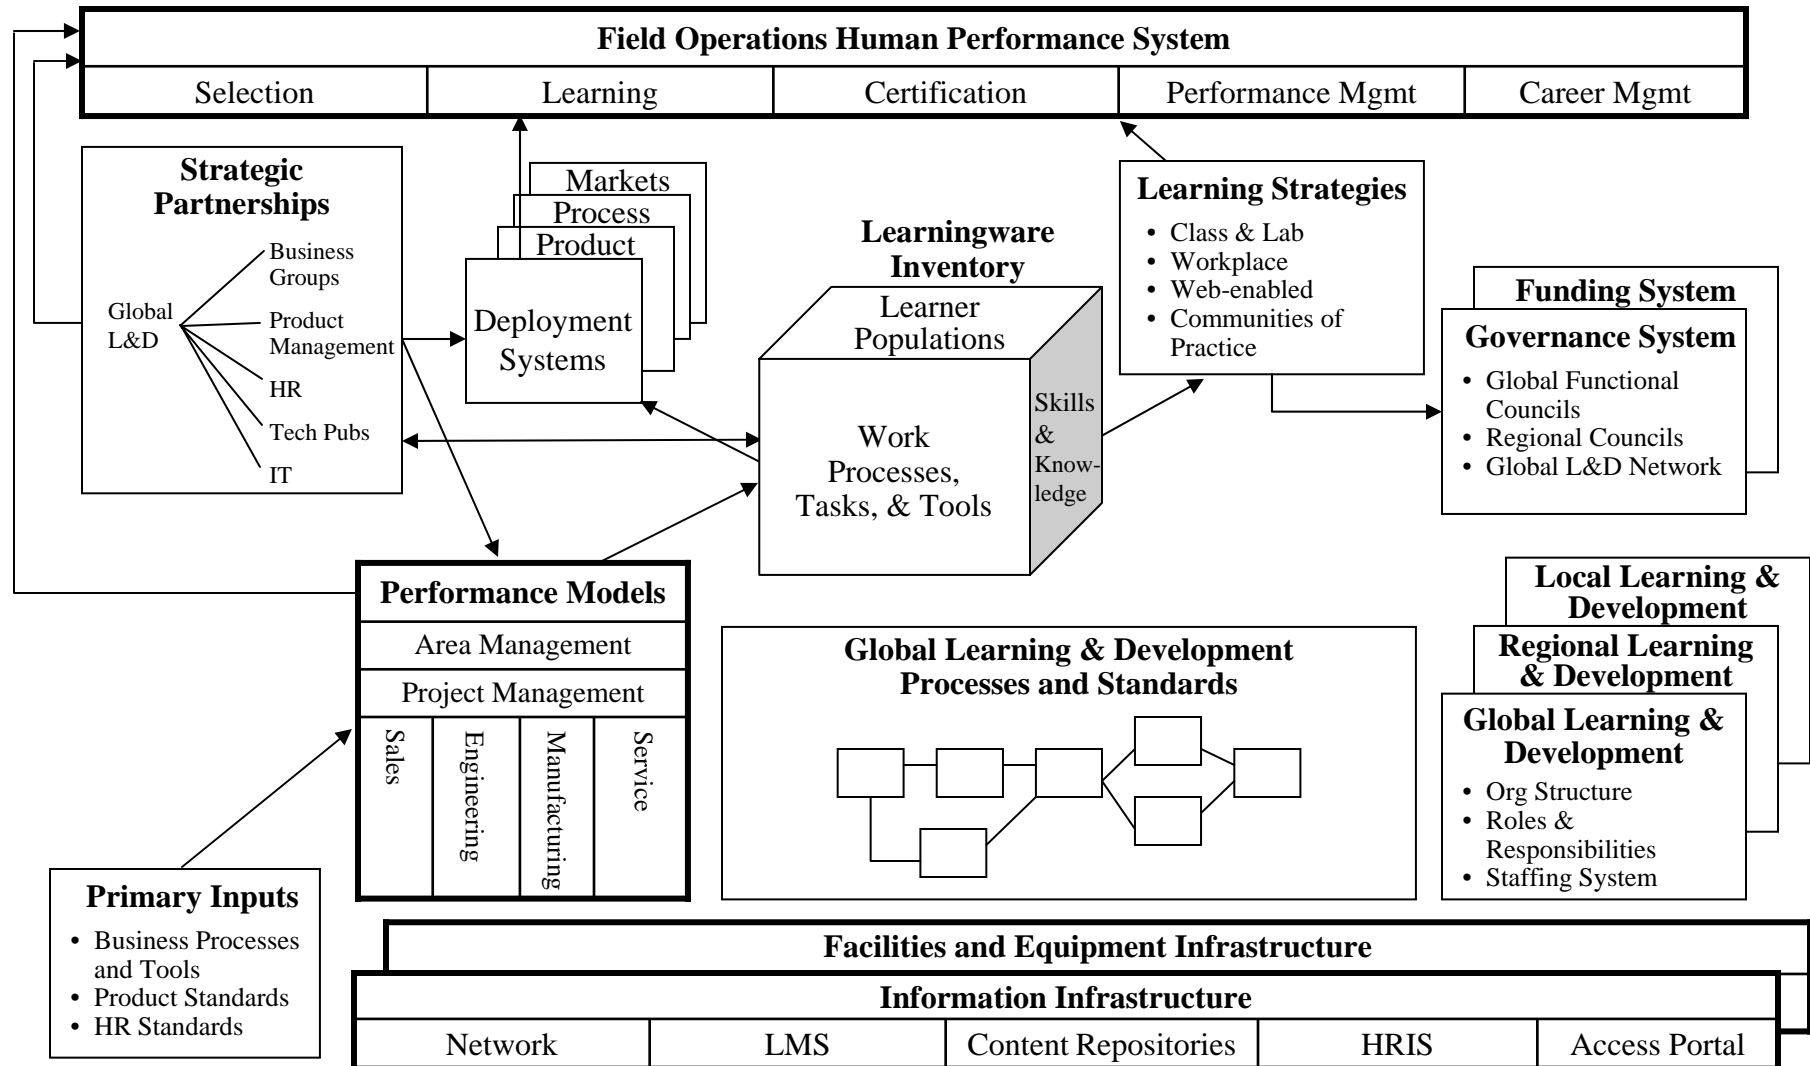 Field Operations Human Performance System
Selection
Learning
Certification
Performance Mgmt
Career Mgmt
Strategic
Partnerships
Global
L&D
Business
Groups
Product
Management
HR
Tech Pubs
IT
Markets
Process
Product
Deployment
Systems
Learningware
Inventory
Learner
Populations
Work
Processes,
Tasks, & Tools
Skills
&
Know-
ledge
Learning Strategies
• Class & Lab
• Workplace
• Web-enabled
• Communities of
Practice
Funding System
Governance System
• Global Functional
Councils
• Regional Councils
• Global L&D Network
Performance Models
Area Management
Project Management
Sales
Engineering
Manufacturing
Service
Global Learning & Development
Processes and Standards
Local Learning &
Development
Regional Learning
& Development
Global Learning &
Development
• Org Structure
• Roles &
Responsibilities
• Staffing System
Primary Inputs
• Business Processes
and Tools
• Product Standards
• HR Standards
Facilities and Equipment Infrastructure
Information Infrastructure
Network
LMS
Content Repositories
HRIS
Access Portal